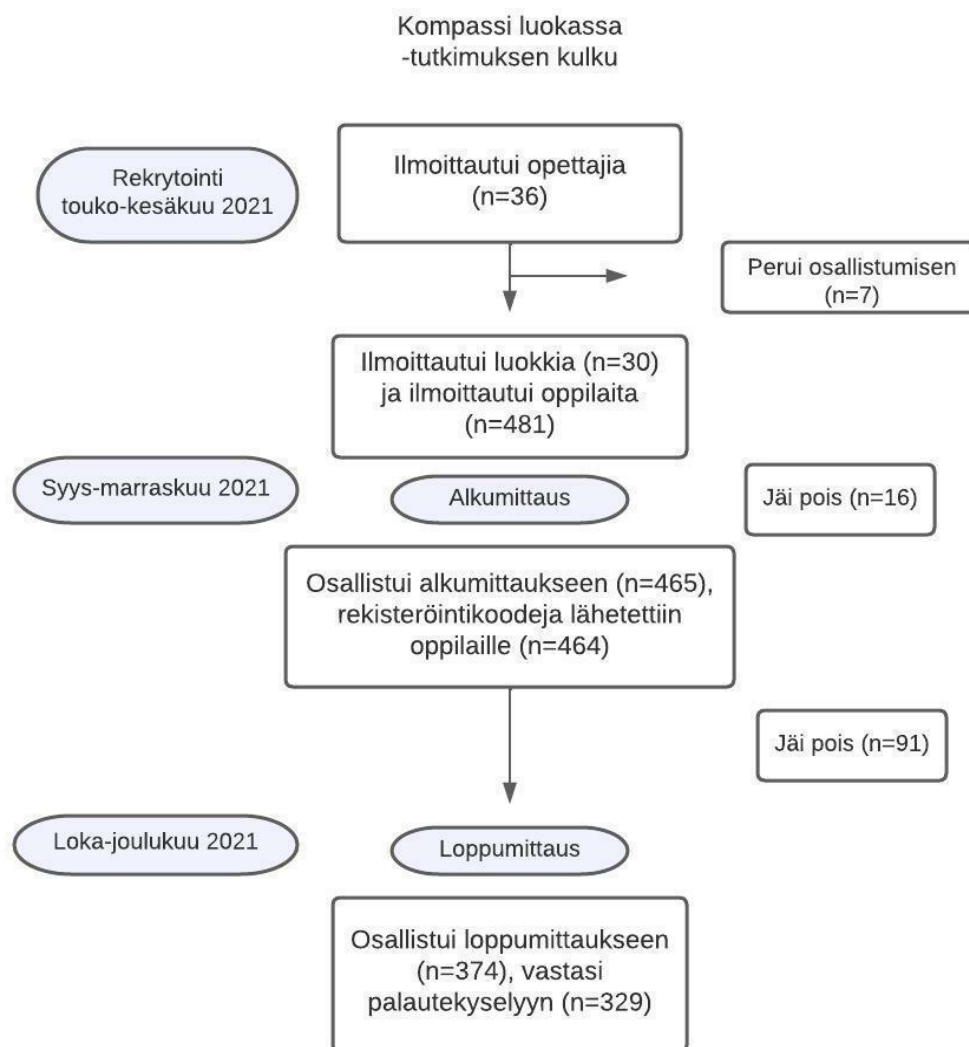 Kompassi luokassa
-tutkimuksen kulku
Rekrytointi
touko-kesäkuu 2021
Ilmoittautui opettajia
(n=36)
Perui osallistumisen
(n=7)
Ilmoittautui luokkia (n=30)
ja ilmoittautui oppilaita
(n=481)
Syys-marraskuu 2021
Alkumittaus
Jäi pois (n=16)
Osallistui alkumittaukseen (n=465),
rekisteröintikoodeja lähetettiin
oppilaille (n=464)
Jäi pois (n=91)
Loka-joulukuu 2021
Loppumittaus
Osallistui loppumittaukseen
(n=374), vastasi
palautekyselyyn (n=329)